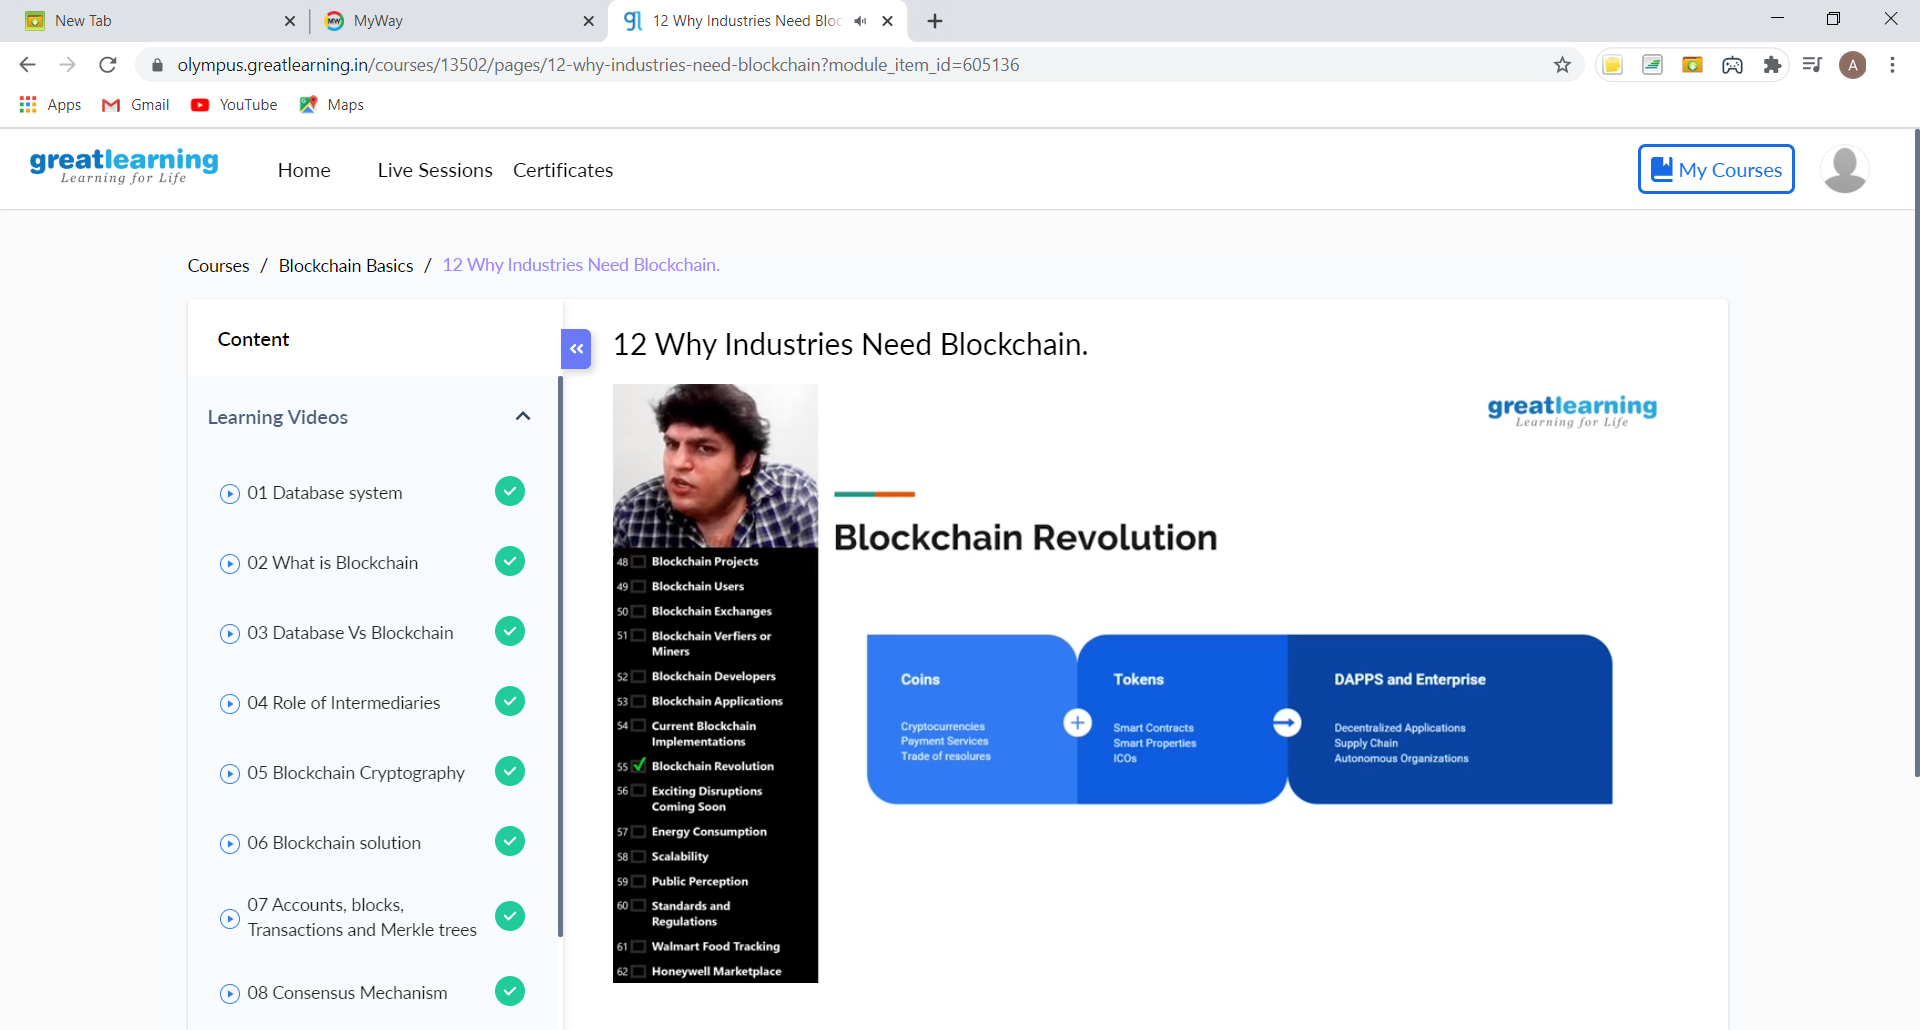 New Tab
MyWay
12 Why Industries Need Bloc
olympus.greatlearning.in/courses/13502/pages/12-why-industries-need-blockchain?module_item_id=605136
A
Apps
Gmail
YouTube
Maps
greatlearning
Learning for Life
Home
Live Sessions
Certificates
My Courses
Courses / Blockchain Basics / 12 Why Industries Need Blockchain.
Content
Learning Videos
01 Database system
02 What is Blockchain
03 Database Vs Blockchain
04 Role of Intermediaries
05 Blockchain Cryptography
06 Blockchain solution
07 Accounts, blocks,
Transactions and Merkle trees
08 Consensus Mechanism
12 Why Industries Need Blockchain.
48 Blockchain Projects
49 Blockchain Users
50 Blockchain Exchanges
51 Blockchain Verfiers or
Miners
52 Blockchain Developers
53 Blockchain Applications
54 Current Blockchain
Implementations
55 Blockchain Revolution
56 Exciting Disruptions
Coming Soon
57 Energy Consumption
58 Scalability
59 Public Perception
60 Standards and
Regulations
61 Walmart Food Tracking
62 Honeywell Marketplace
greatlearning
Learning for Life
Blockchain Revolution
Coins
Cryptocurrencies
Payment Services
Trade of resolures
Tokens
Smart Contracts
Smart Properties
ICOs
DAPPS and Enterprise
Decentralized Applications
Supply Chain
Autonomous Organizations